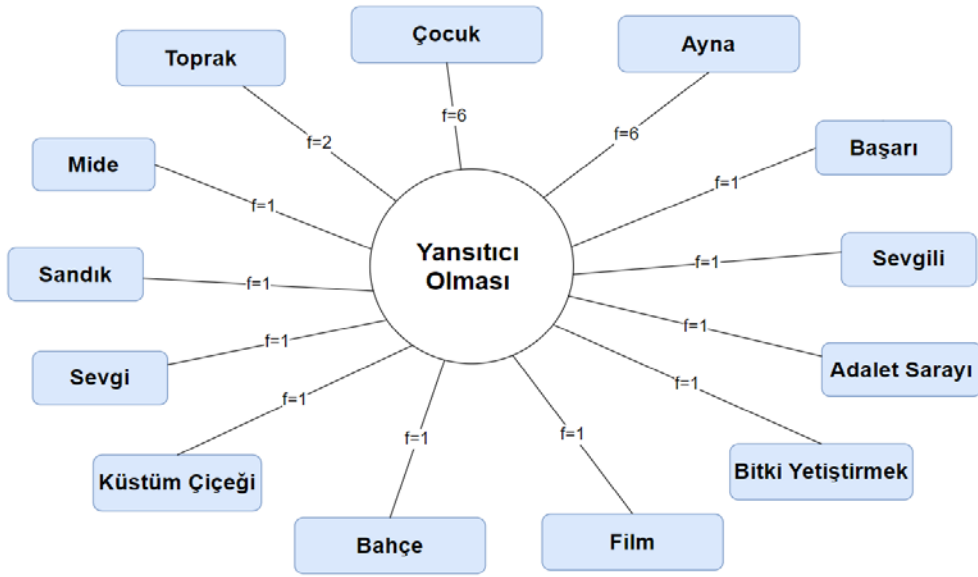 Çocuk
Ayna
Toprak
f=6
f=6
f=2
Başarı
Mide
f=1
f=1
Yansıtıcı
Olması
Sevgili
f=1
Sandık
f=1
f=1
Adalet Sarayı
f=1
Sevgi
f=1
Bitki Yetiştirmek
f=1
Küstüm Çiçeği
f=1
f=1
Bahçe
Film